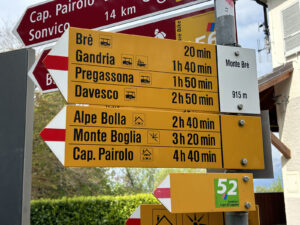 Cap. Pairolo
SONVICO 14 km
Brè 20 min
Gandria 1 h 40 min
Pregassona 1 h 50 min
Davesco 2 h 50 min
Monte Brè
915 m
Alpe Bolla 2 h 40 min
Monte Boglia 3 h 20 min
Cap. Pairolo 4 h 40 min
52